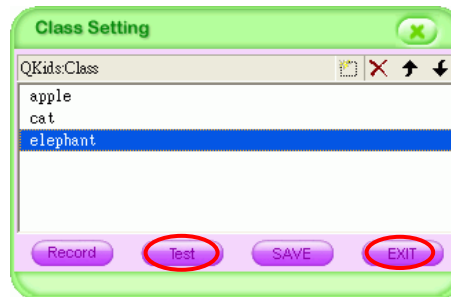 Class Setting
QKids:Class
apple
cat
elephant
Record Test SAVE EXIT